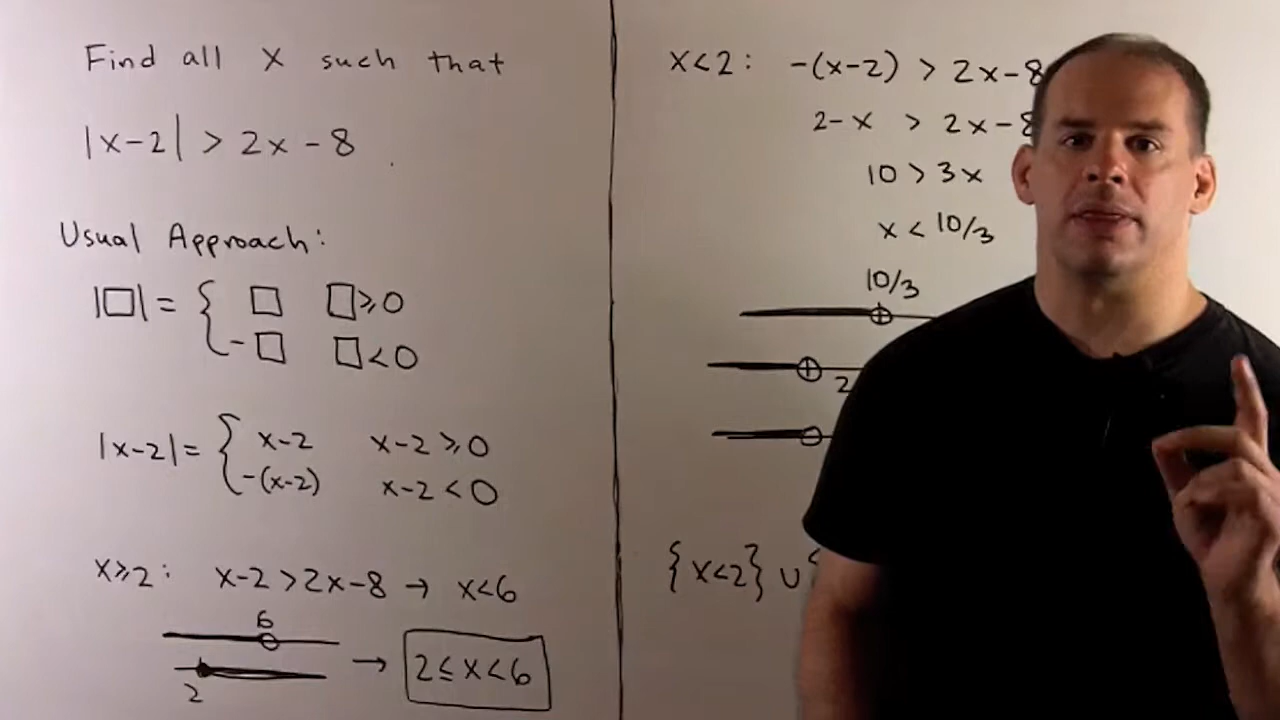 Find all X such that
|x-2| > 2x - 8
Usual Approach:
|□| = { □ □ ≥ 0
-□ □ < 0
|x-2| = { x-2 x-2 ≥ 0
-(x-2) x-2 < 0
x ≥ 2: x-2 > 2x-8 → x<6
6
2
→ 2 ≤ x < 6
x<2: -(x-2) > 2x-8
2-x > 2x-8
10 > 3x
x < 10/3
10/3
2
{x<2} ∪ {